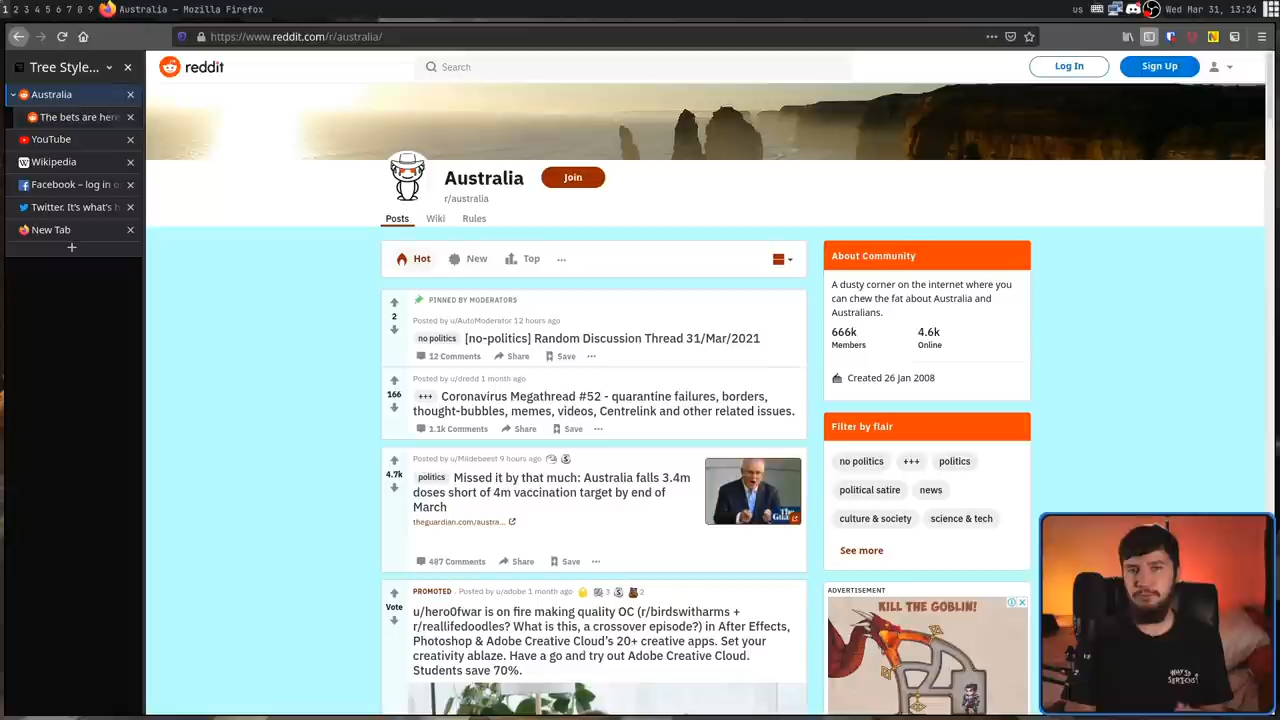 1 2 3 4 5 6 7 8 9 Australia — Mozilla Firefox
us Wed Mar 31, 13:24
https://www.reddit.com/r/australia/
Tree Style...
Australia
The bets are here
YouTube
Wikipedia
Facebook – log in o
Twitter. It's what's h
New Tab
reddit
Search
Log In
Sign Up
Australia
Join
r/australia
Posts Wiki Rules
Hot New Top ...
PINNED BY MODERATORS
2
Posted by u/AutoModerator 12 hours ago
no politics [no-politics] Random Discussion Thread 31/Mar/2021
12 Comments Share Save ...
Posted by u/dredd 1 month ago
166
+++ Coronavirus Megathread #52 - quarantine failures, borders,
thought-bubbles, memes, videos, Centrelink and other related issues.
1.1k Comments Share Save ...
Posted by u/Mildebeest 9 hours ago
4.7k
politics Missed it by that much: Australia falls 3.4m
doses short of 4m vaccination target by end of
March
theguardian.com/austra...
407 Comments Share Save ...
PROMOTED · Posted by u/adobe 1 month ago 3 2
Vote
u/hero0fwar is on fire making quality OC (r/birdswitharms +
r/reallifedoodles? What is this, a crossover episode?) in After Effects,
Photoshop & Adobe Creative Cloud's 20+ creative apps. Set your
creativity ablaze. Have a go and try out Adobe Creative Cloud.
Students save 70%.
About Community
A dusty corner on the internet where you
can chew the fat about Australia and
Australians.
666k 4.6k
Members Online
Created 26 Jan 2008
Filter by flair
no politics +++ politics
political satire news
culture & society science & tech
See more
ADVERTISEMENT
KILL THE GOBLIN!